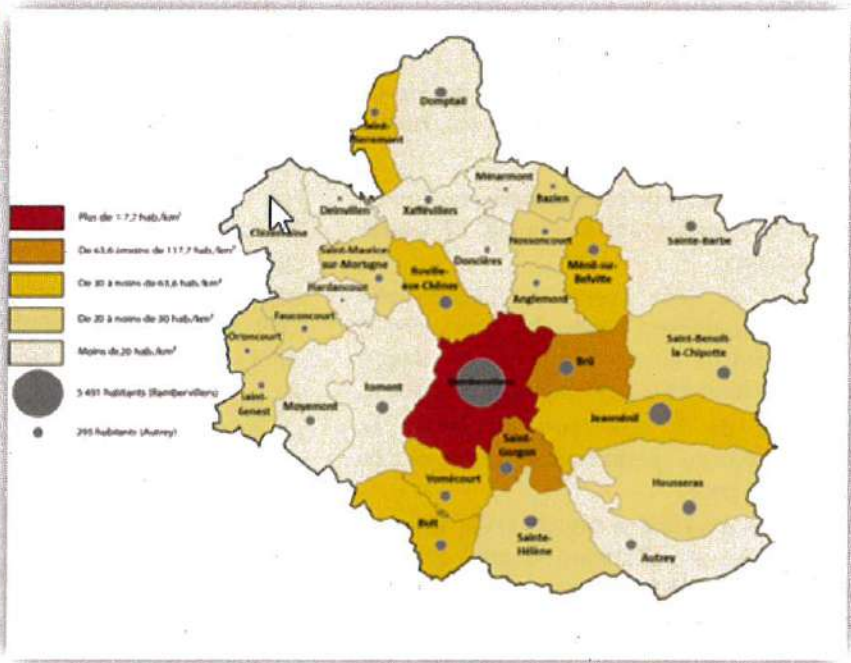 Plus de 117,7 hab/km²
De 63,6 à moins de 117,7 hab/km²
De 30 à moins de 63,6 hab/km²
De 20 à moins de 30 hab/km²
Moins de 20 hab/km²
5 491 habitants (Rambervillers)
295 habitants (Autrey)
Domptail
Saint-
Pierremont
Ménarmont
Bazien
Deinvillers
Xaffévillers
Clézentaine
Saint-Maurice-
sur-Mortagne
Nossoncourt
Sainte-Barbe
Doncières
Roville-
aux-Chênes
Ménil-sur-
Belvitte
Hardancourt
Anglemont
Fauconcourt
Ortoncourt
Saint-Benoît-
la-Chipotte
Brû
Rambervillers
Romont
Saint-
Genest
Moyemont
Jeanménil
Saint-
Gorgon
Vomécourt
Housseras
Bult
Sainte-
Hélène
Autrey